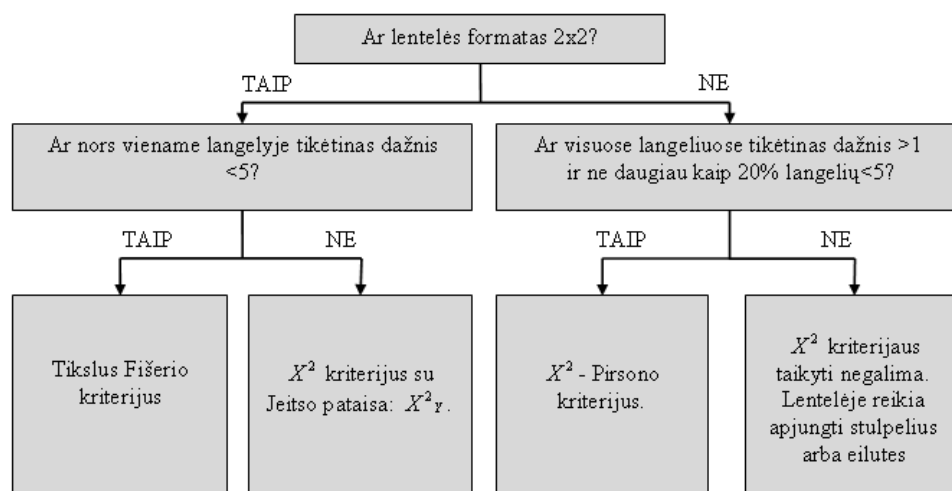 Ar lentelės formatas 2x2?
TAIP
NE
Ar nors viename langelyje tikėtinas dažnis
<5?
Ar visuose langeliuose tikėtinas dažnis >1
ir ne daugiau kaip 20% langelių<5?
TAIP
NE
TAIP
NE
Tikslus Fišerio
kriterijus
X² kriterijus su
Jeitso pataisa: X²ᵧ.
X² - Pirsono
kriterijus.
X² kriterijaus
taikyti negalima.
Lentelėje reikia
apjungti stulpelius
arba eilutes